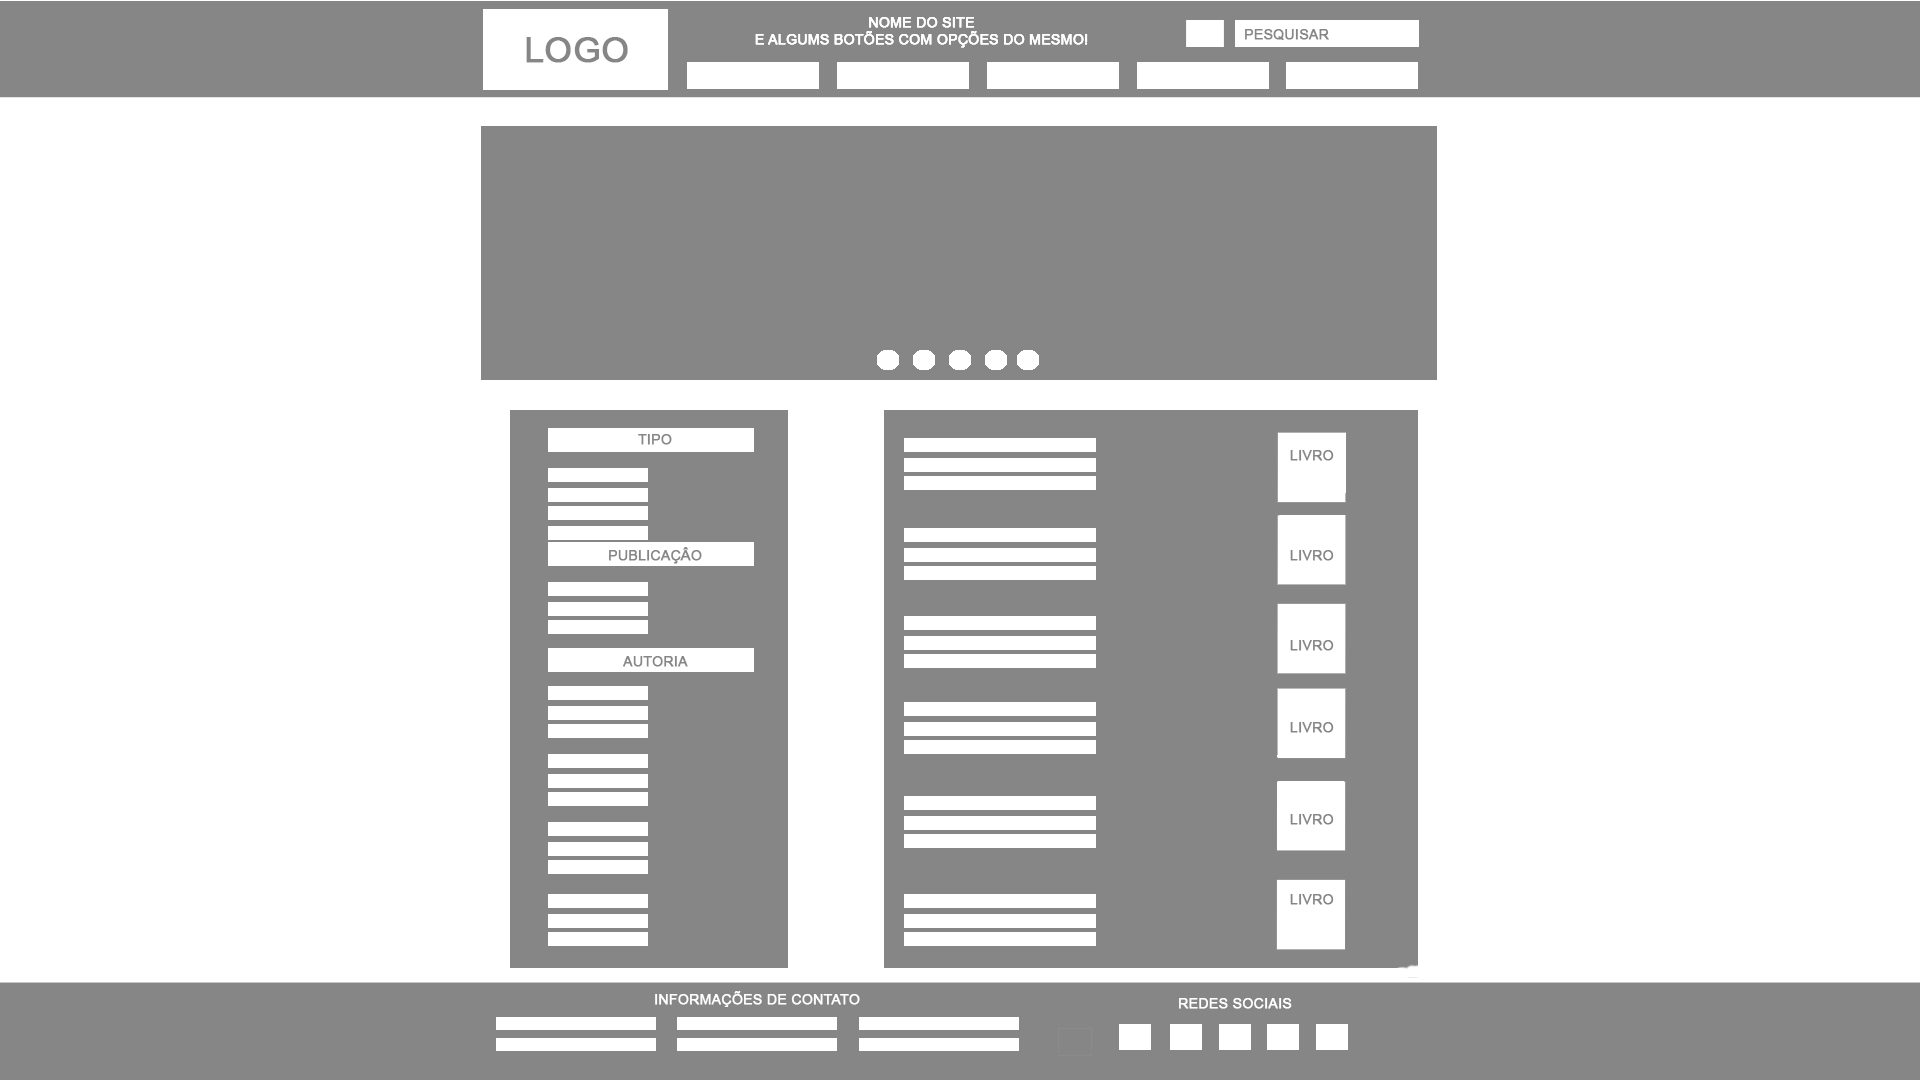 LOGO
NOME DO SITE
E ALGUMS BOTÕES COM OPÇÕES DO MESMO!
PESQUISAR
TIPO
PUBLICAÇÂO
AUTORIA
LIVRO
LIVRO
LIVRO
LIVRO
LIVRO
LIVRO
INFORMAÇÕES DE CONTATO
REDES SOCIAIS